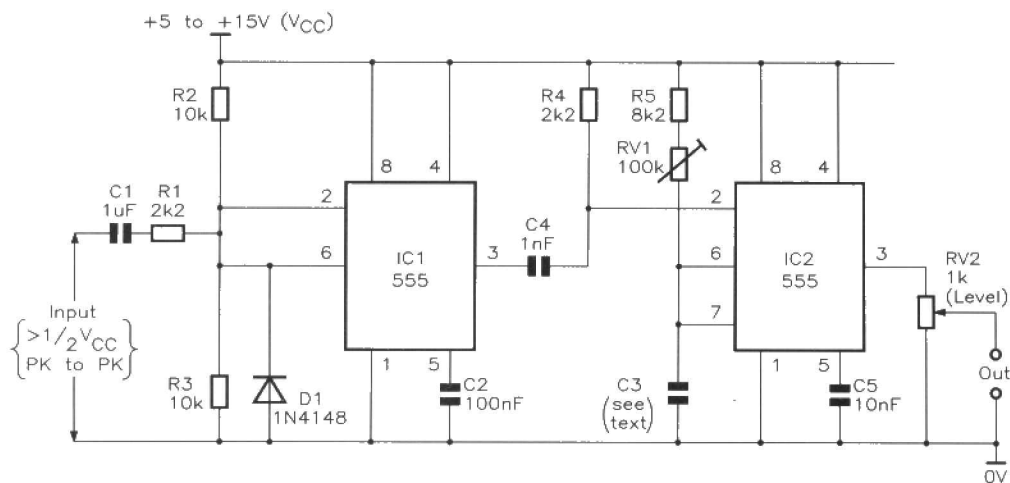 +5 to +15V (VCC)
R2
10k
R4
2k2
R5
8k2
RV1
100k
8
4
8
4
C1
1uF
R1
2k2
2
2
C4
1nF
6
IC1
555
3
6
IC2
555
3
RV2
1k
(Level)
7
Input
>1/2 VCC
PK to PK
1
5
1
5
Out
R3
10k
D1
1N4148
C2
100nF
C3
(see
text)
C5
10nF
0V